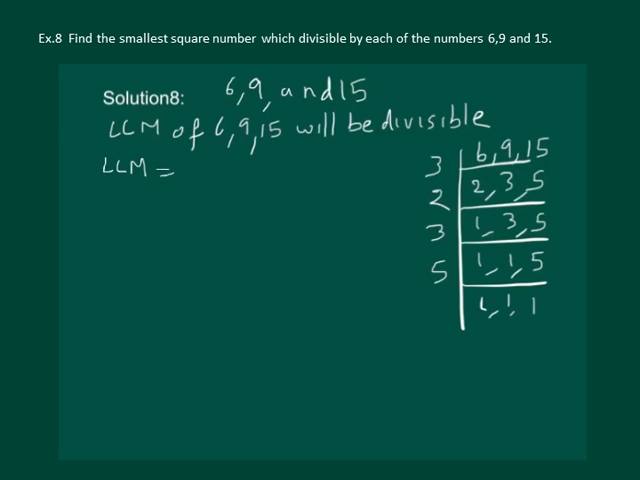 Ex.8 Find the smallest square number which divisible by each of the numbers 6,9 and 15.
Solution8: 6,9, and 15
LCM of 6,9,15 will be divisible
LCM =
3 6,9,15
2 2,3,5
3 1,3,5
5 1,1,5
1,1,1